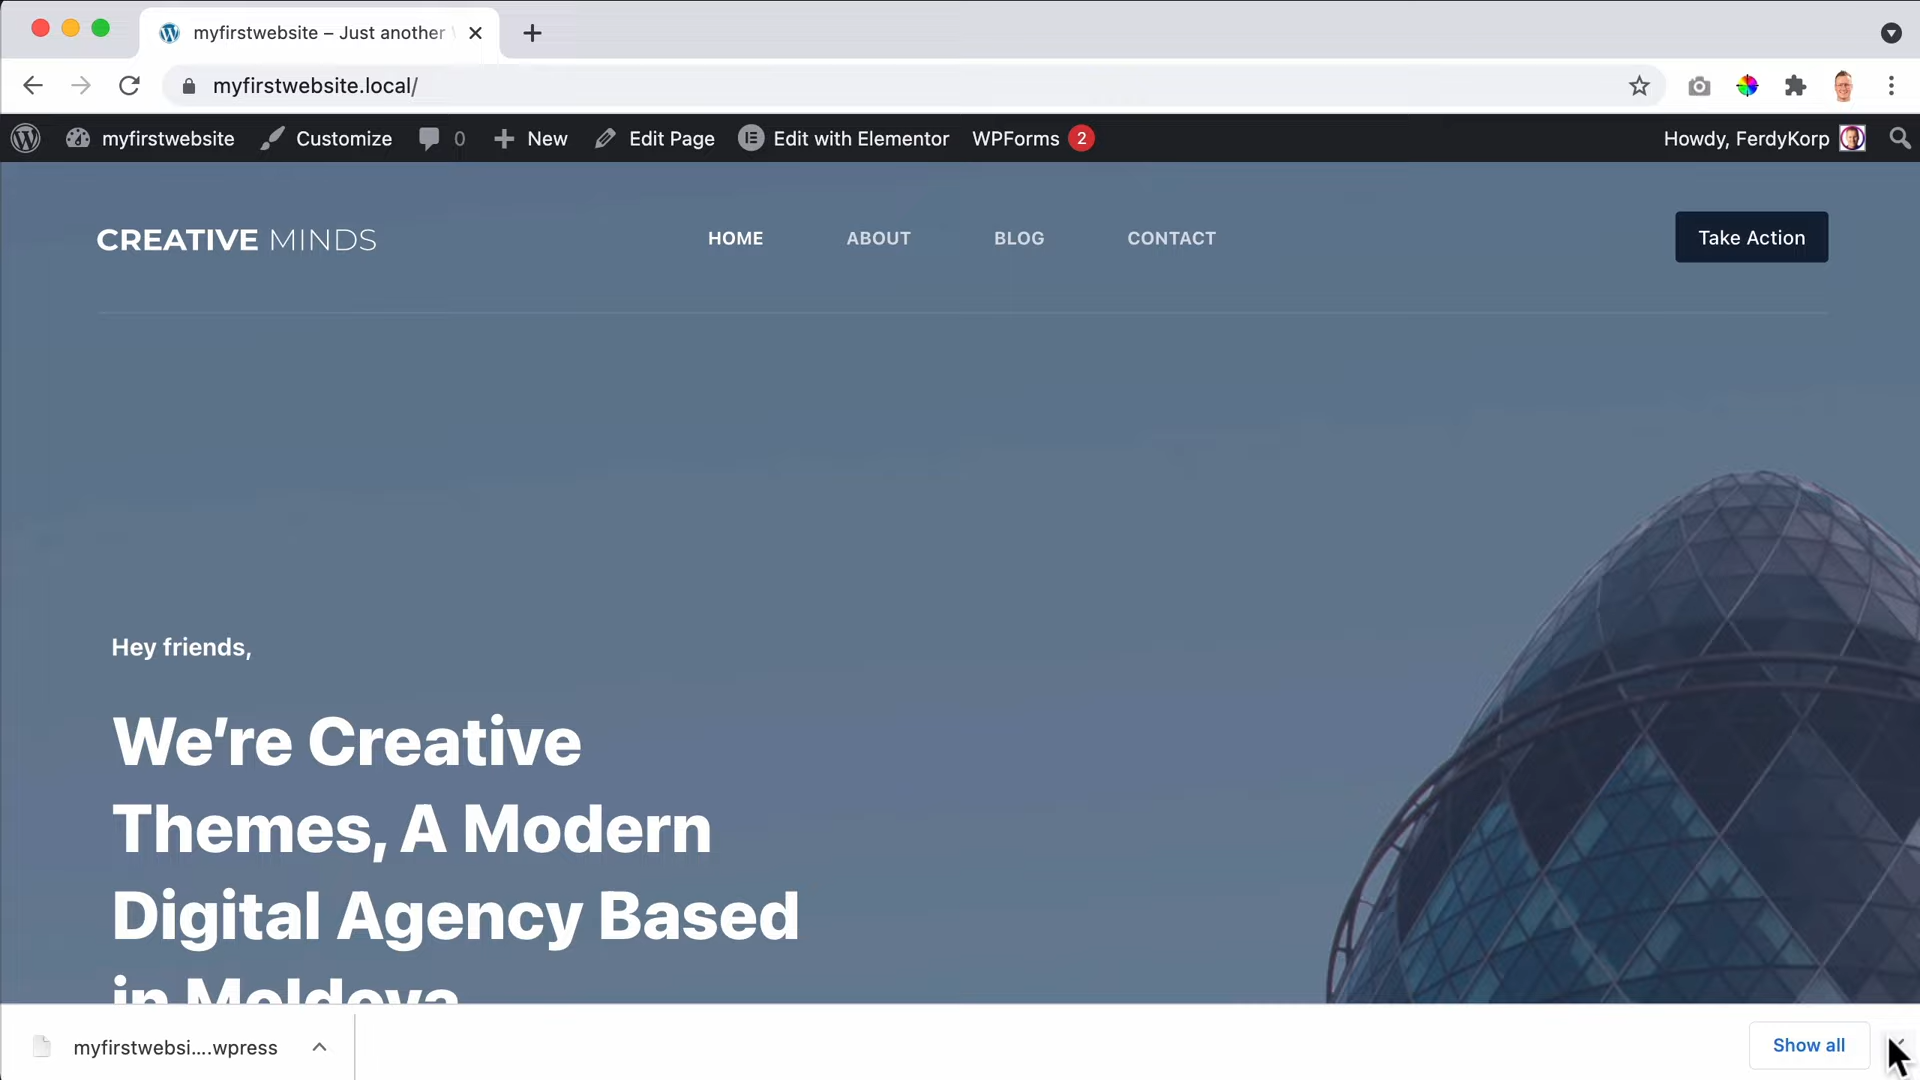 myfirstwebsite – Just another
myfirstwebsite.local/
myfirstwebsite Customize 0 New Edit Page Edit with Elementor WPForms 2 Howdy, FerdyKorp
CREATIVE MINDS HOME ABOUT BLOG CONTACT Take Action
Hey friends,
We’re Creative
Themes, A Modern
Digital Agency Based
in Moldova
myfirstwebsi....wpress Show all